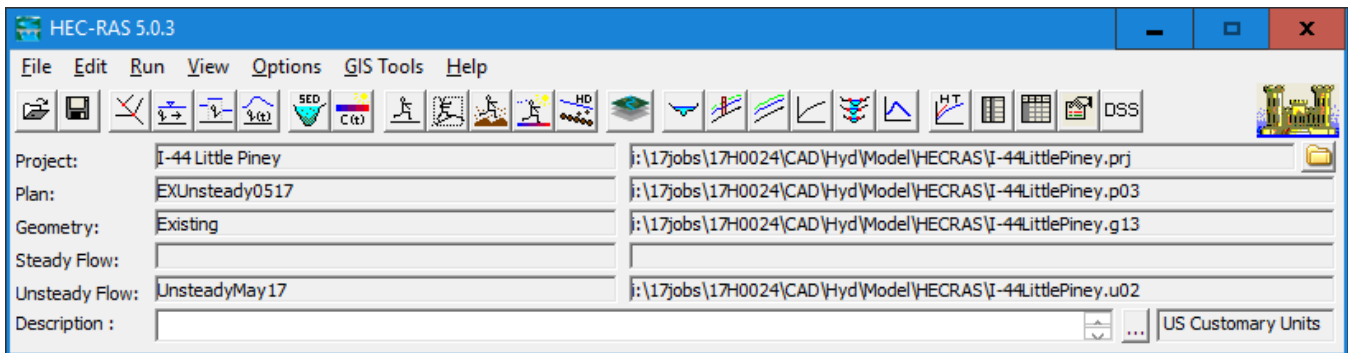 HEC-RAS 5.0.3
File Edit Run View Options GIS Tools Help
SED C(t) HD HT DSS
Project: I-44 Little Piney i:\17jobs\17H0024\CAD\Hyd\Model\HECRAS\I-44LittlePiney.prj
Plan: EXUnsteady0517 i:\17jobs\17H0024\CAD\Hyd\Model\HECRAS\I-44LittlePiney.p03
Geometry: Existing i:\17jobs\17H0024\CAD\Hyd\Model\HECRAS\I-44LittlePiney.g13
Steady Flow:
Unsteady Flow: UnsteadyMay17 i:\17jobs\17H0024\CAD\Hyd\Model\HECRAS\I-44LittlePiney.u02
Description : ... US Customary Units